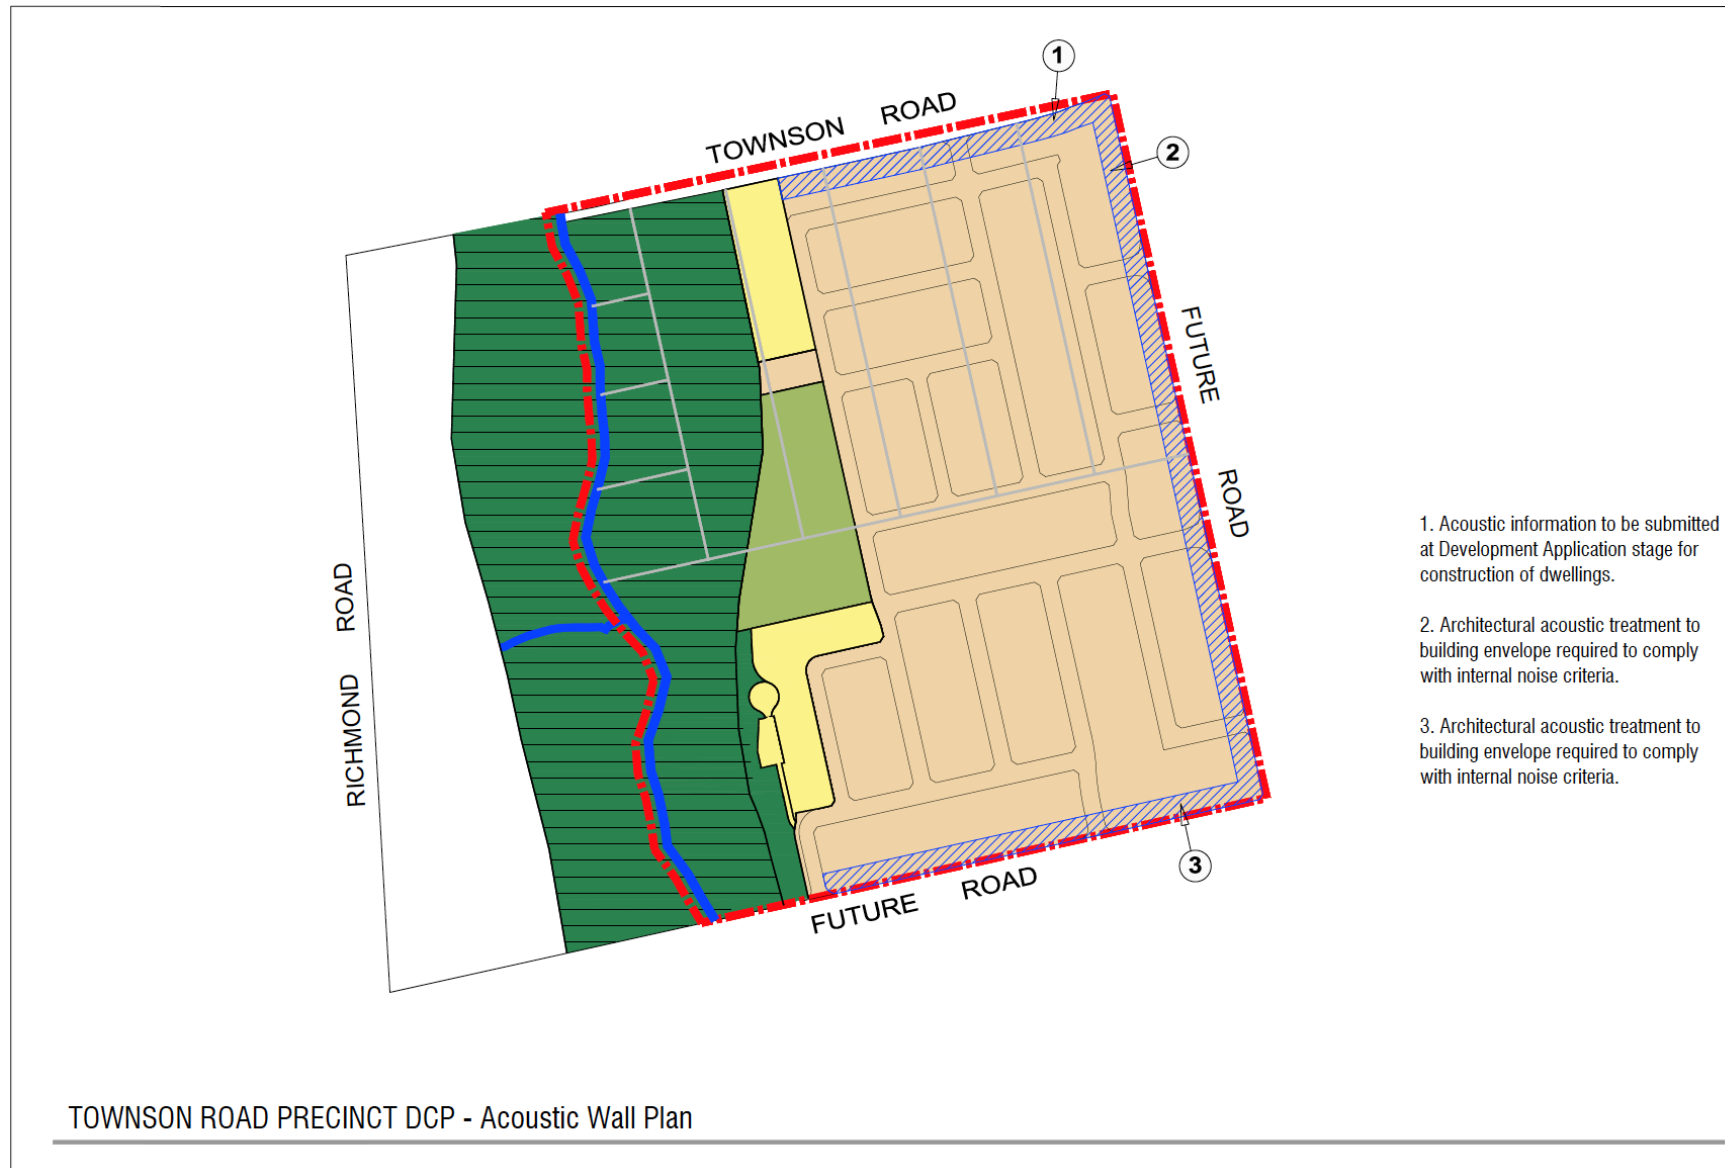 1
TOWNSON ROAD
2
FUTURE ROAD
RICHMOND ROAD
3
FUTURE ROAD
1. Acoustic information to be submitted
at Development Application stage for
construction of dwellings.
2. Architectural acoustic treatment to
building envelope required to comply
with internal noise criteria.
3. Architectural acoustic treatment to
building envelope required to comply
with internal noise criteria.
TOWNSON ROAD PRECINCT DCP - Acoustic Wall Plan